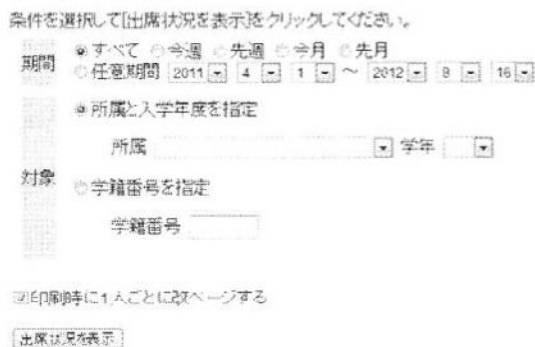 条件を選択して[出席状況を表示]をクリックしてください。
期間 すべて 今週 先週 今月 先月
任意期間 2011 4 1 ～ 2012 9 16
対象 所属と入学年度を指定
所属 学年
学籍番号を指定
学籍番号
印刷時に1人ごとに改ページする
出席状況を表示